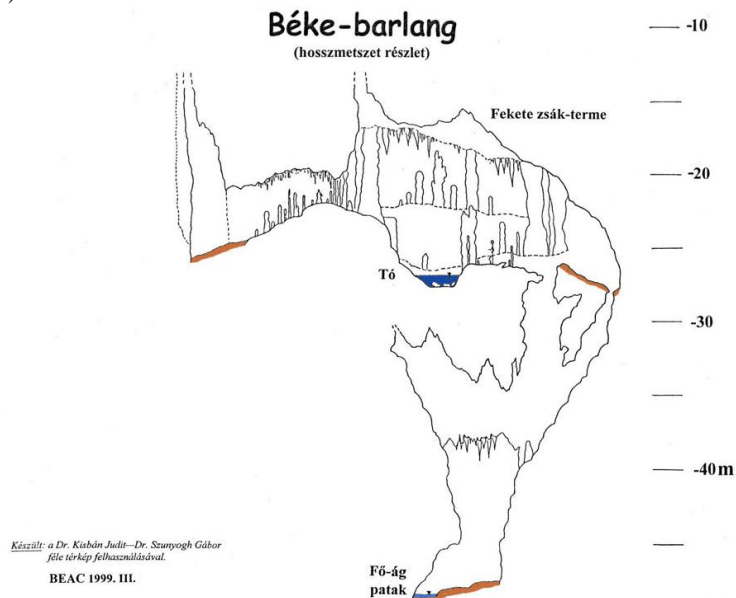 Béke-barlang
(hosszmetszet részlet)
-10
Fekete zsák-terme
-20
Tó
-30
-40m
Készült: a Dr. Kisbán Judit—Dr. Szunyogh Gábor
féle térkép felhasználásával.
BEAC 1999. III.
Fő-ág
patak